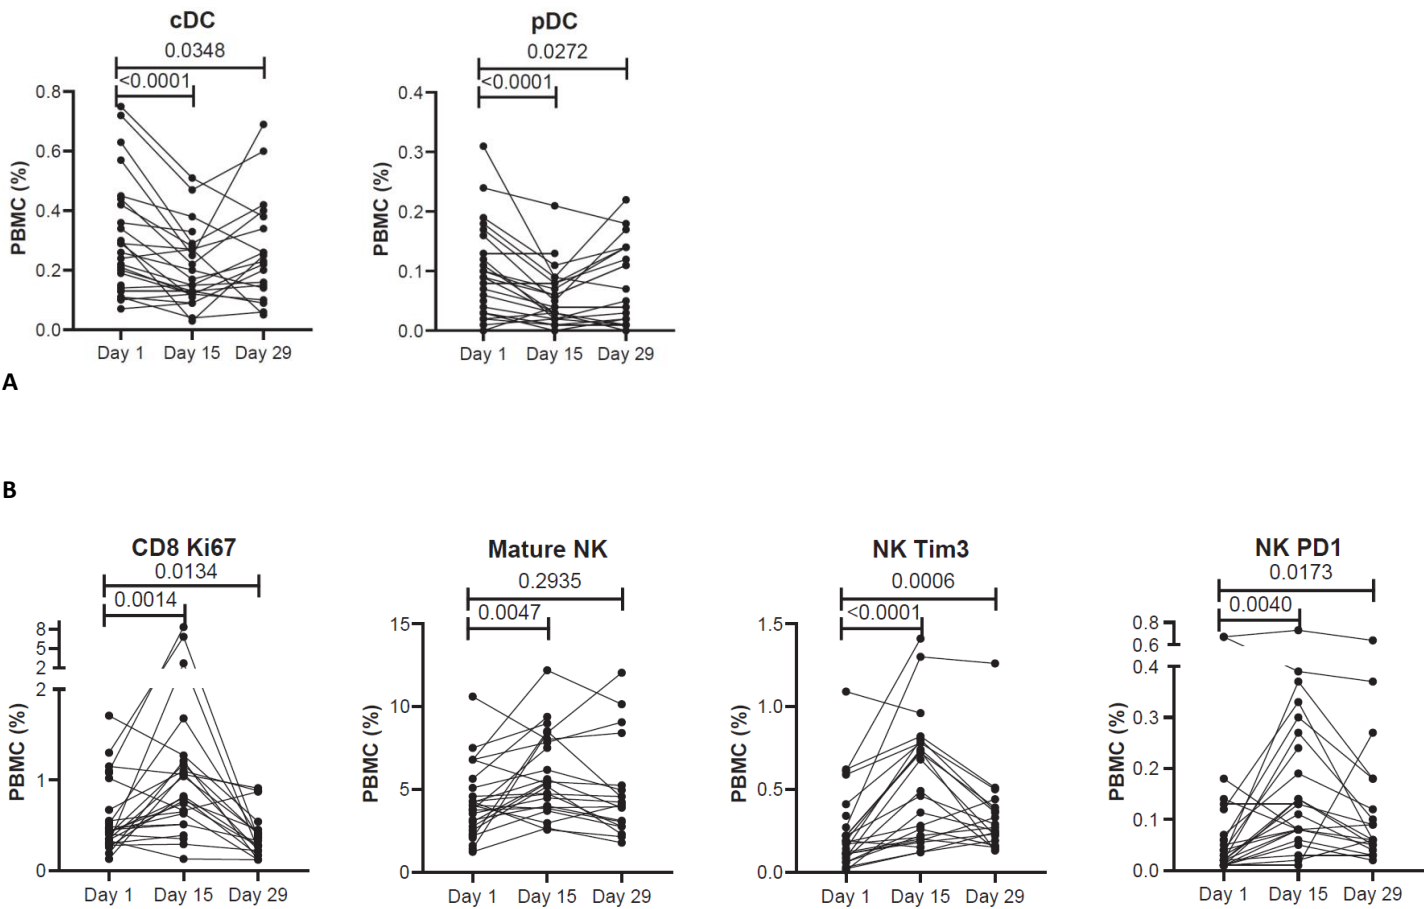 cDC
0.0348
<0.0001
0.8
0.6
0.4
0.2
0.0
PBMC (%)
Day 1 Day 15 Day 29
pDC
0.0272
<0.0001
0.4
0.3
0.2
0.1
0.0
PBMC (%)
Day 1 Day 15 Day 29
A
B
CD8 Ki67
0.0134
0.0014
8
5
2
2
1
0
PBMC (%)
Day 1 Day 15 Day 29
Mature NK
0.2935
0.0047
15
10
5
0
PBMC (%)
Day 1 Day 15 Day 29
NK Tim3
0.0006
<0.0001
1.5
1.0
0.5
0.0
PBMC (%)
Day 1 Day 15 Day 29
NK PD1
0.0173
0.0040
0.8
0.6
0.4
0.3
0.2
0.1
0.0
PBMC (%)
Day 1 Day 15 Day 29